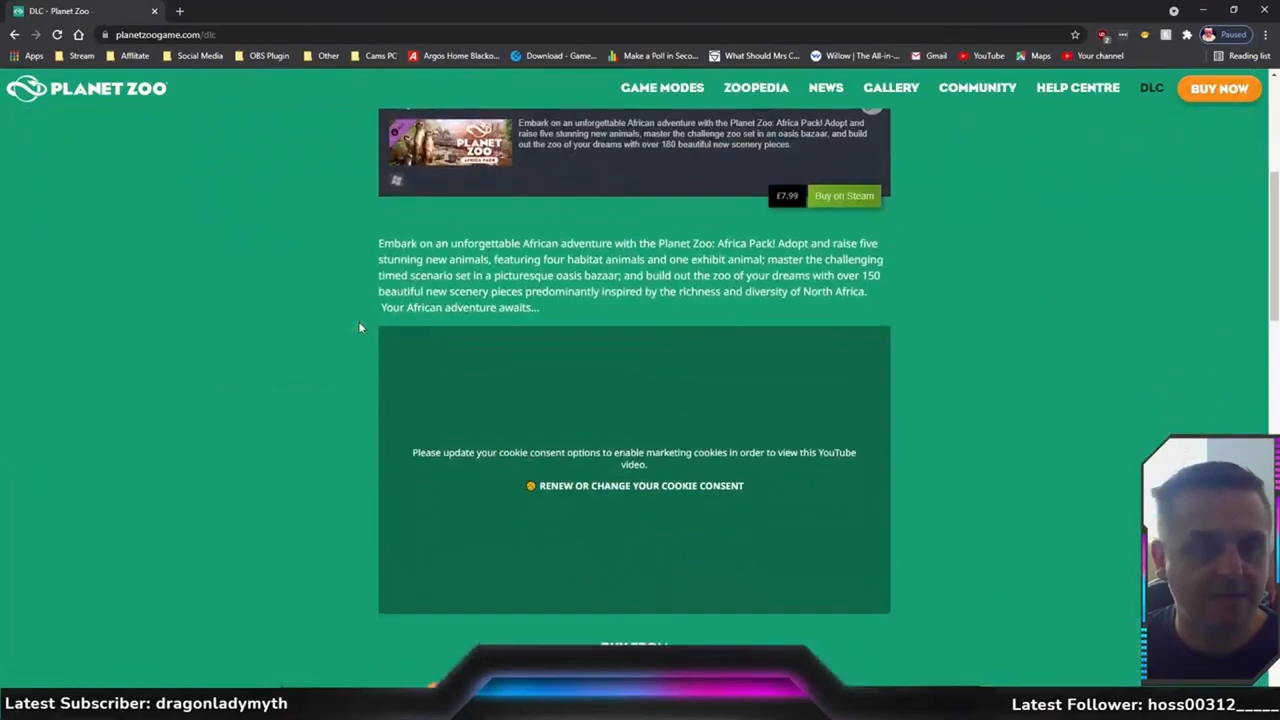 DLC - Planet Zoo
planetzoogame.com/dlc
Paused
Apps Stream Affilitate Social Media OBS Plugin Other Cams PC Argos Home Blacko... Download - Game... Make a Poll in Seco... What Should Mrs C... Willow | The All-in-... Gmail YouTube Maps Your channel Reading list
PLANET ZOO GAME MODES ZOOPEDIA NEWS GALLERY COMMUNITY HELP CENTRE DLC BUY NOW
Embark on an unforgettable African adventure with the Planet Zoo: Africa Pack! Adopt and
raise five stunning new animals, master the challenge zoo set in an oasis bazaar, and build
out the zoo of your dreams with over 180 beautiful new scenery pieces.
PLANET
ZOO
AFRICA PACK
£7.99 Buy on Steam
Embark on an unforgettable African adventure with the Planet Zoo: Africa Pack! Adopt and raise five
stunning new animals, featuring four habitat animals and one exhibit animal; master the challenging
timed scenario set in a picturesque oasis bazaar; and build out the zoo of your dreams with over 150
beautiful new scenery pieces predominantly inspired by the richness and diversity of North Africa.
Your African adventure awaits...
Please update your cookie consent options to enable marketing cookies in order to view this YouTube
video.
RENEW OR CHANGE YOUR COOKIE CONSENT
Latest Subscriber: dragonladymyth
Latest Follower: hoss00312_____